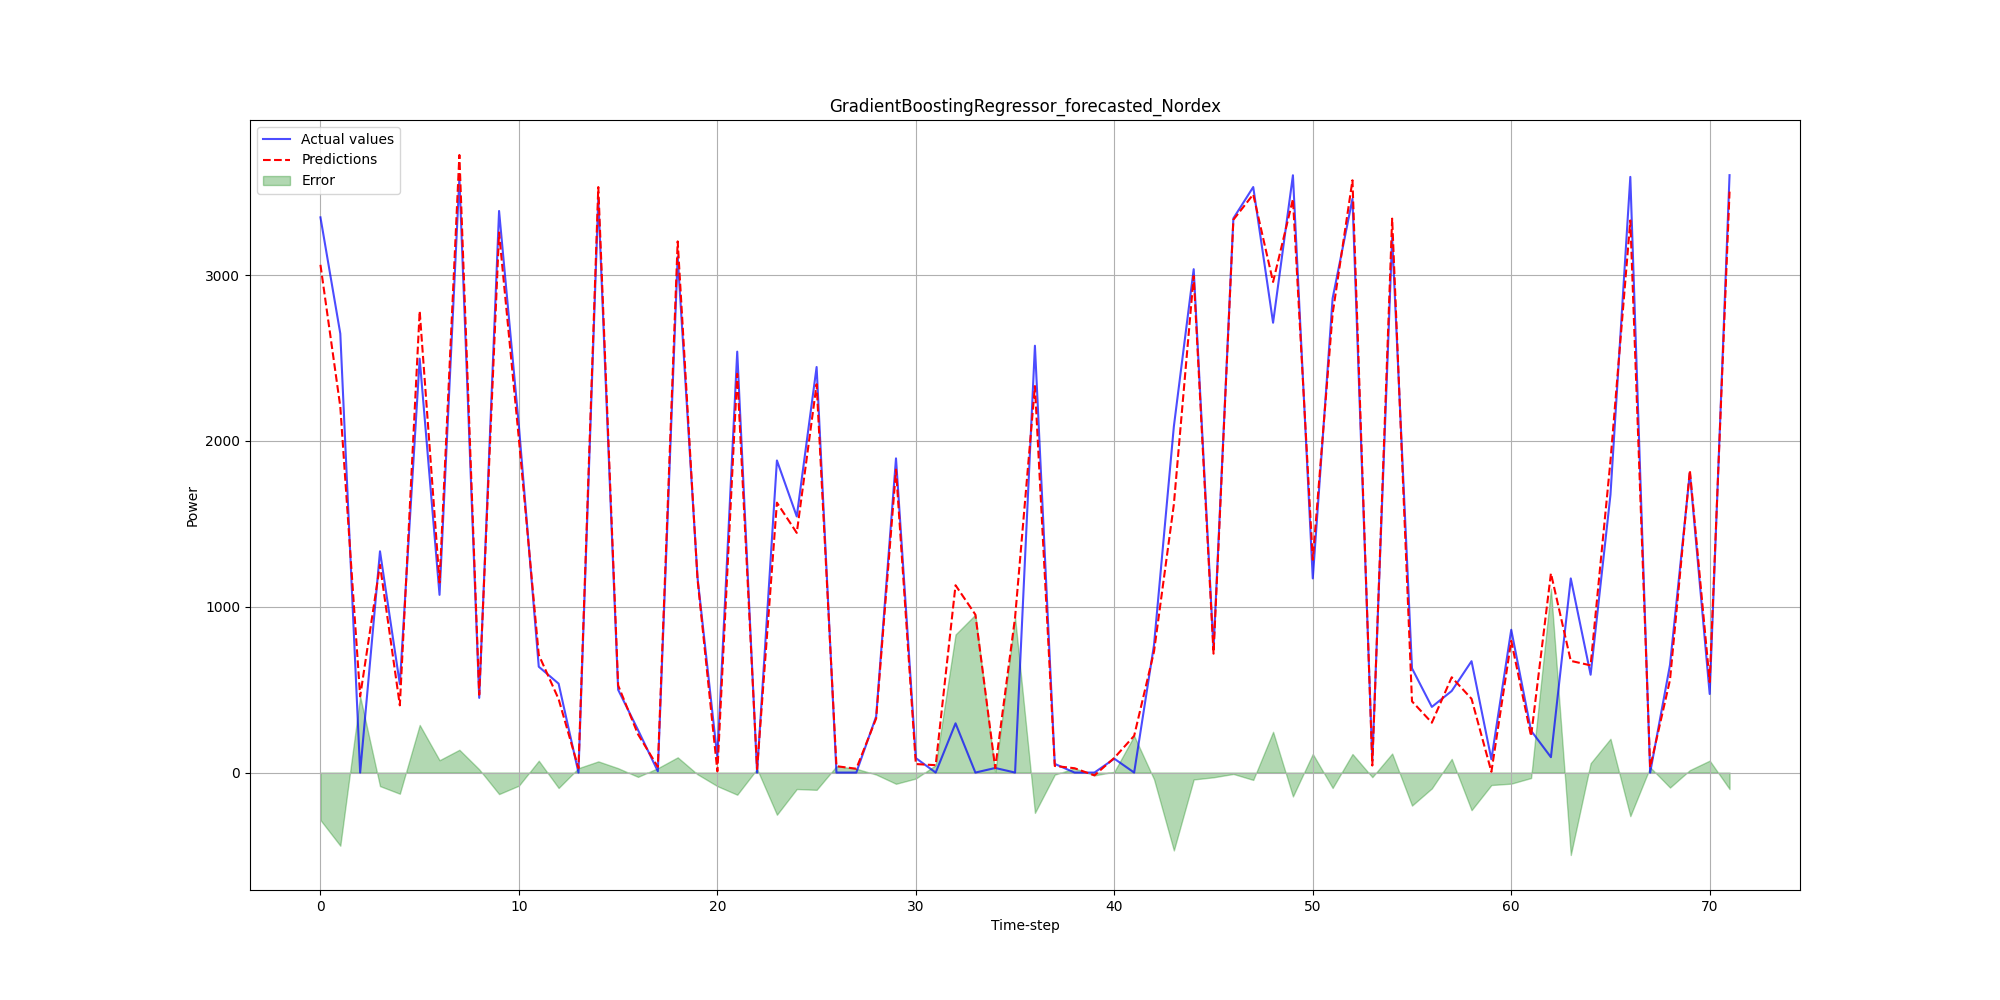 GradientBoostingRegressor_forecasted_Nordex
Actual values
Predictions
Error
3000
2000
1000
0
Power
0 10 20 30 40 50 60 70
Time-step